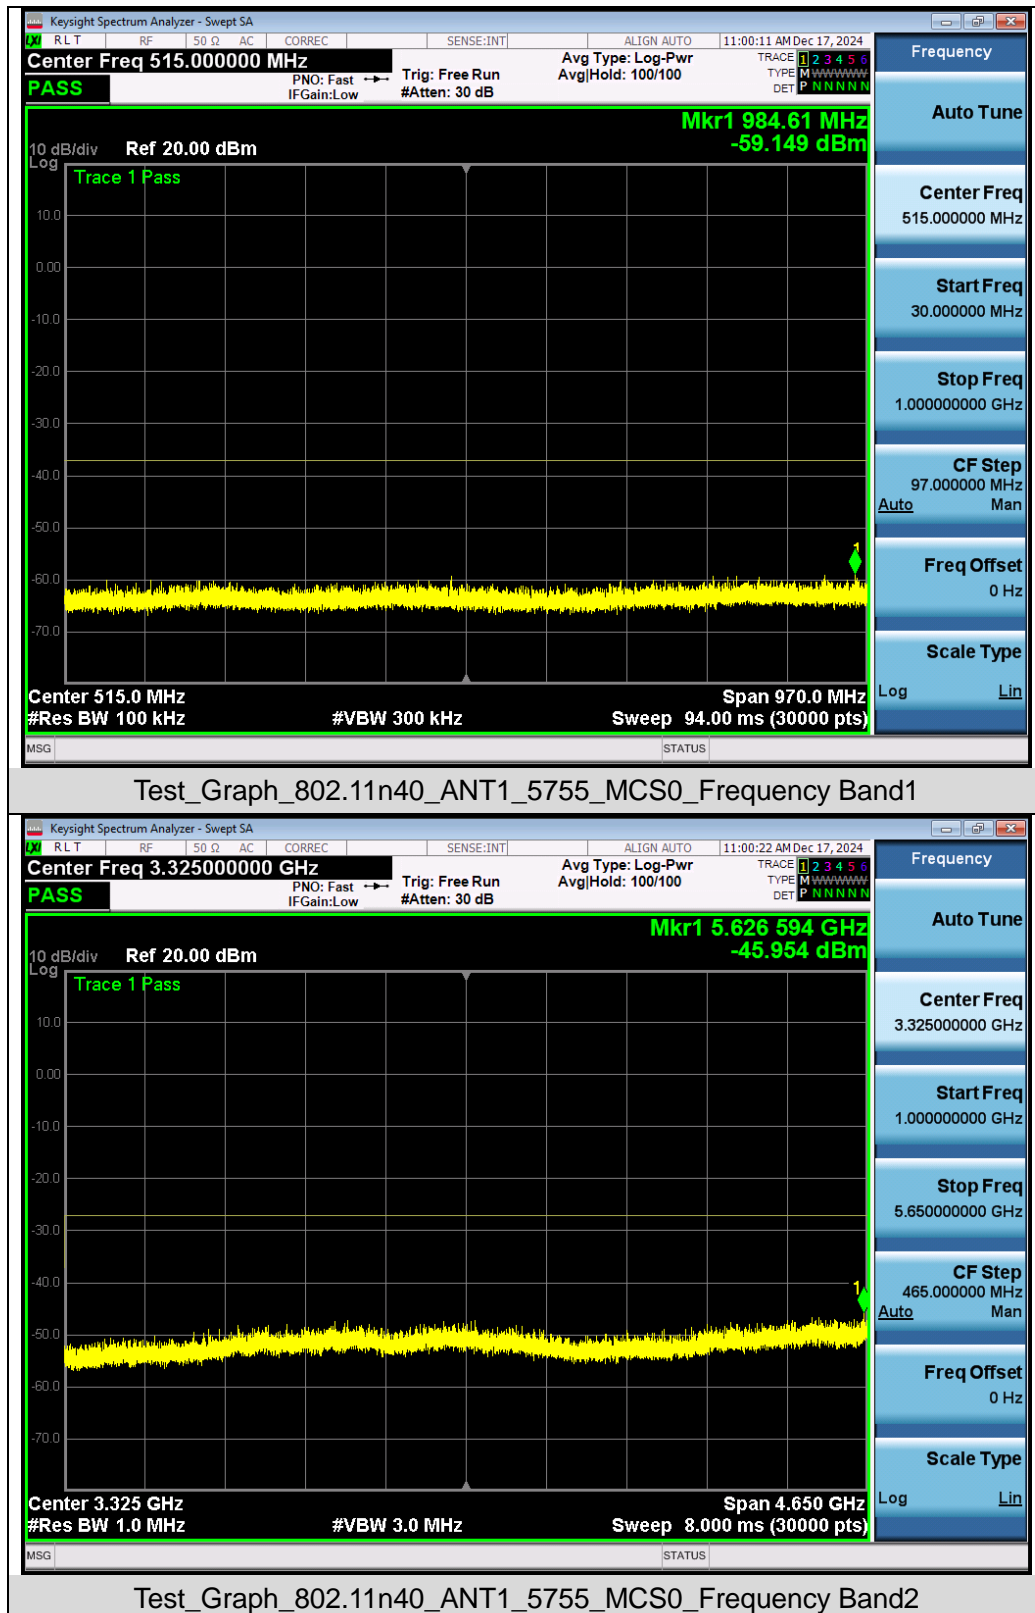 Keysight Spectrum Analyzer - Swept SA
LXI RLT RF 50 Ω AC CORREC SENSE:INT ALIGN AUTO 11:00:11 AM Dec 17, 2024
Center Freq 515.000000 MHz
PASS
PNO: Fast
IFGain:Low
Trig: Free Run
#Atten: 30 dB
Avg Type: Log-Pwr
Avg|Hold: 100/100
TRACE 1 2 3 4 5 6
TYPE M WWWWW
DET P N N N N N
Frequency
Mkr1 984.61 MHz
-59.149 dBm
10 dB/div Ref 20.00 dBm
Log
Trace 1 Pass
10.0
0.00
-10.0
-20.0
-30.0
-40.0
-50.0
-60.0
-70.0
1
Center 515.0 MHz Span 970.0 MHz
#Res BW 100 kHz #VBW 300 kHz Sweep 94.00 ms (30000 pts)
MSG STATUS
Auto Tune
Center Freq
515.000000 MHz
Start Freq
30.000000 MHz
Stop Freq
1.000000000 GHz
CF Step
97.000000 MHz
Auto Man
Freq Offset
0 Hz
Scale Type
Log Lin
Test_Graph_802.11n40_ANT1_5755_MCS0_Frequency Band1
Keysight Spectrum Analyzer - Swept SA
LXI RLT RF 50 Ω AC CORREC SENSE:INT ALIGN AUTO 11:00:22 AM Dec 17, 2024
Center Freq 3.325000000 GHz
PASS
PNO: Fast
IFGain:Low
Trig: Free Run
#Atten: 30 dB
Avg Type: Log-Pwr
Avg|Hold: 100/100
TRACE 1 2 3 4 5 6
TYPE M WWWWW
DET P N N N N N
Frequency
Mkr1 5.626 594 GHz
-45.954 dBm
10 dB/div Ref 20.00 dBm
Log
Trace 1 Pass
10.0
0.00
-10.0
-20.0
-30.0
-40.0
-50.0
-60.0
-70.0
1
Center 3.325 GHz Span 4.650 GHz
#Res BW 1.0 MHz #VBW 3.0 MHz Sweep 8.000 ms (30000 pts)
MSG STATUS
Auto Tune
Center Freq
3.325000000 GHz
Start Freq
1.000000000 GHz
Stop Freq
5.650000000 GHz
CF Step
465.000000 MHz
Auto Man
Freq Offset
0 Hz
Scale Type
Log Lin
Test_Graph_802.11n40_ANT1_5755_MCS0_Frequency Band2